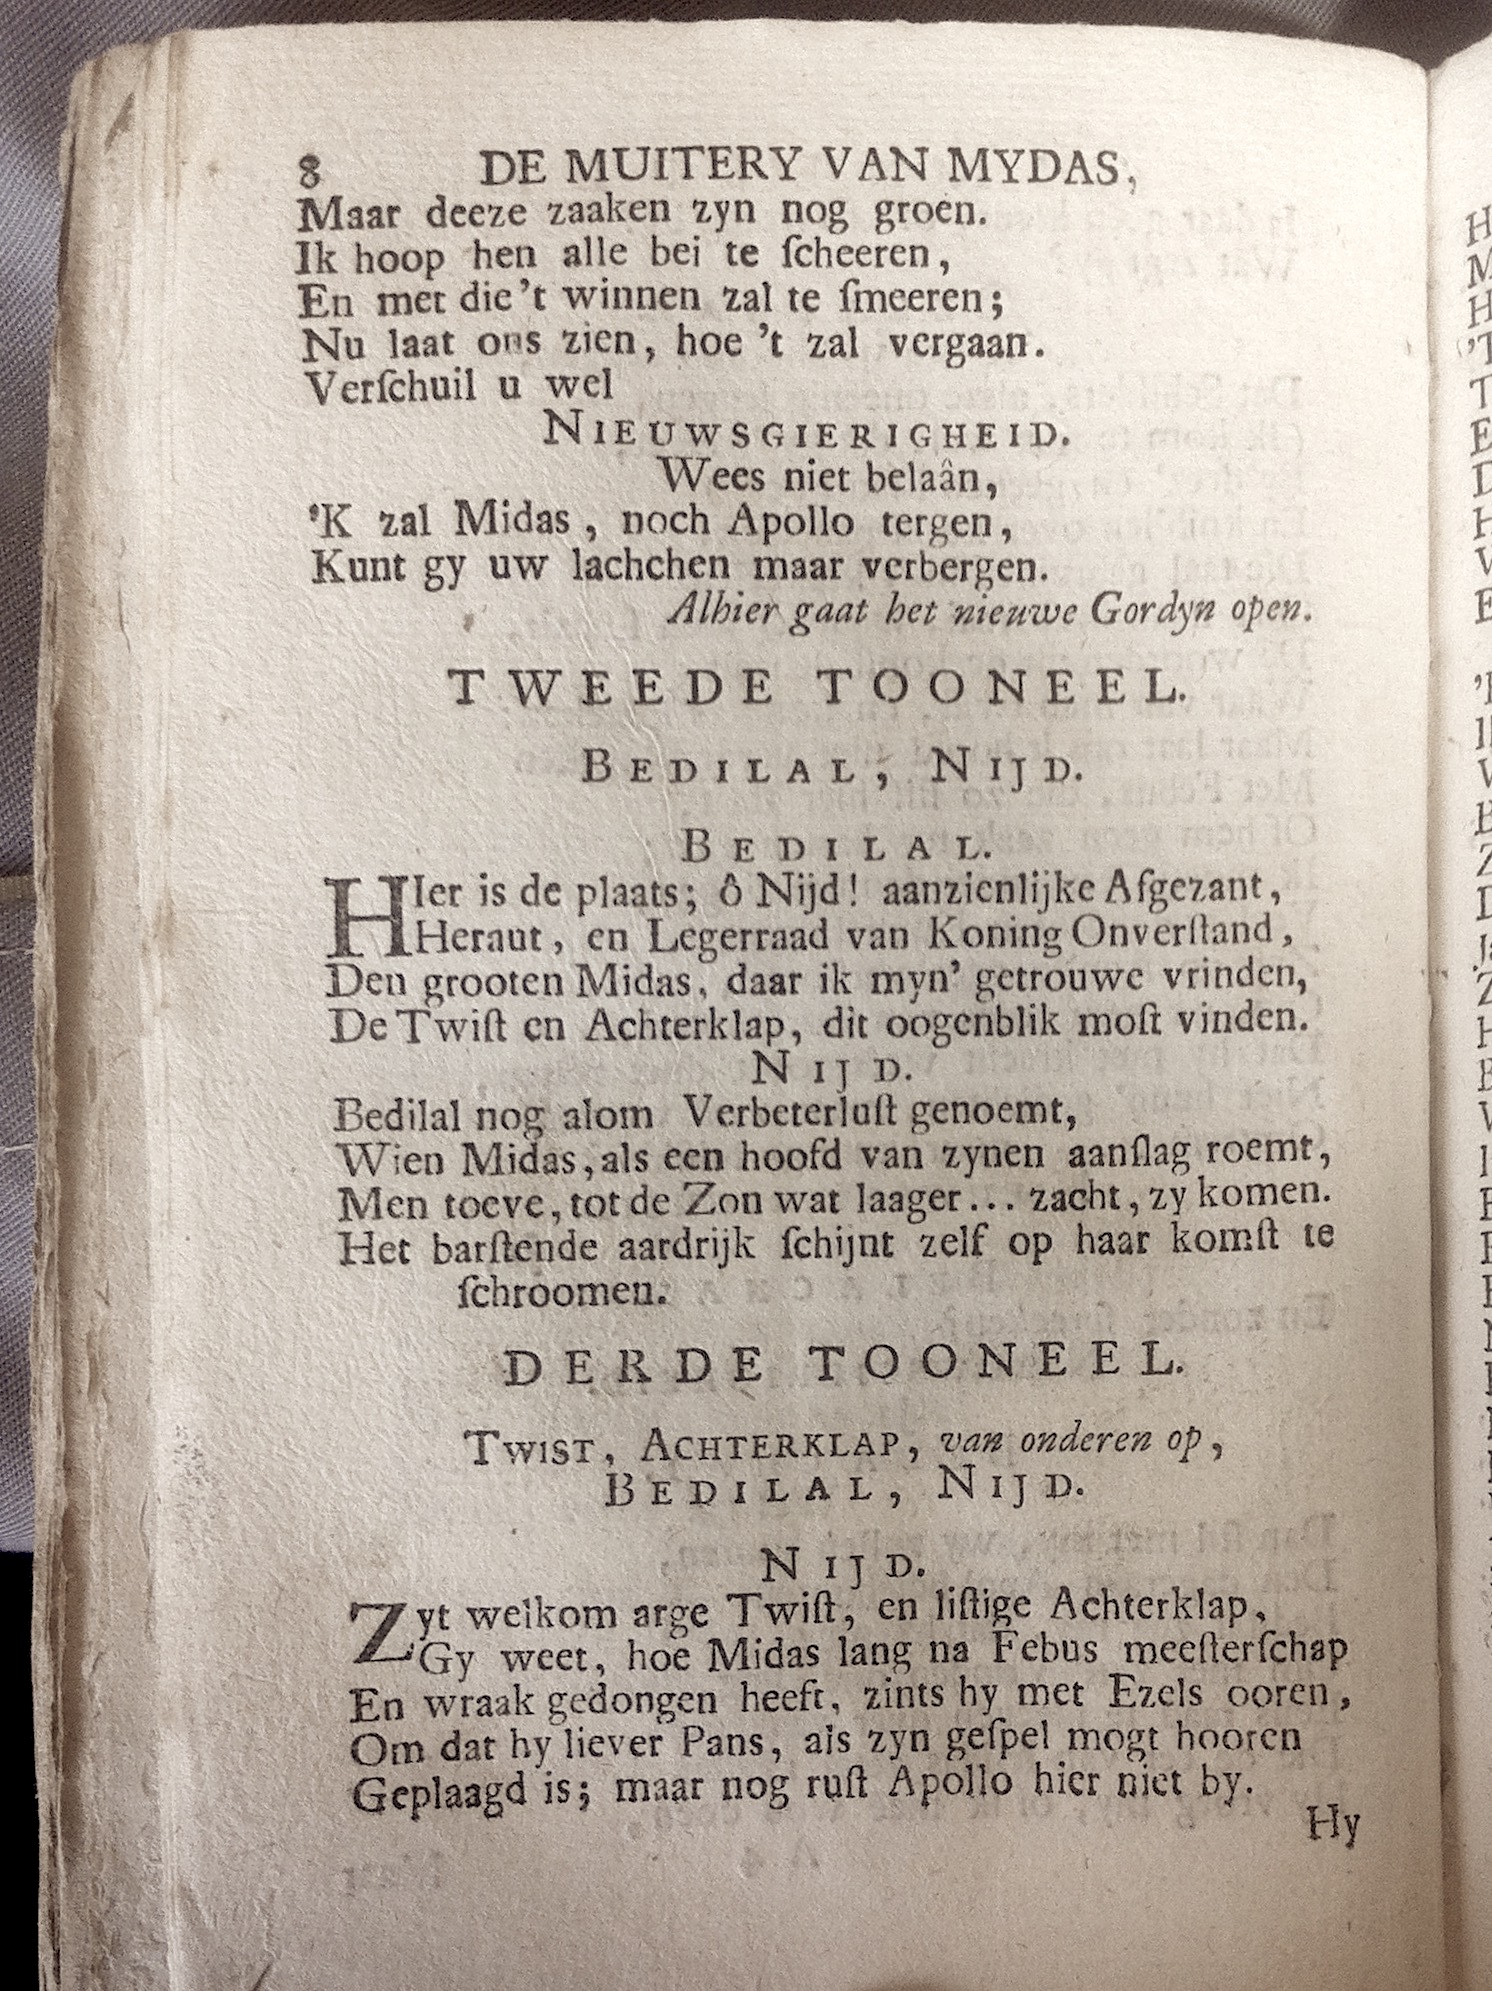 8 DE MUITERY VAN MYDAS,
Maar deeze zaaken zyn nog groen.
Ik hoop hen alle bei te ſcheeren,
En met die 't winnen zal te ſmeeren;
Nu laat ons zien, hoe 't zal vergaan.
Verſchuil u wel
NIEUWSGIERIGHEID.
Wees niet belaân,
'K zal Midas, noch Apollo tergen,
Kunt gy uw lachchen maar verbergen.
Alhier gaat het nieuwe Gordyn open.
TWEEDE TOONEEL.
BEDILAL, NIJD.
BEDILAL.
HIer is de plaats; ô Nijd! aanzienlijke Afgezant,
Heraut, en Legerraad van Koning Onverſtand,
Den grooten Midas, daar ik myn' getrouwe vrinden,
De Twiſt en Achterklap, dit oogenblik moſt vinden.
NIJD.
Bedilal nog alom Verbeterluſt genoemt,
Wien Midas, als een hoofd van zynen aanſlag roemt,
Men toeve, tot de Zon wat laager... zacht, zy komen.
Het barſtende aardrijk ſchijnt zelf op haar komſt te
ſchroomen.
DERDE TOONEEL.
TWIST, ACHTERKLAP, van onderen op,
BEDILAL, NIJD.
NIJD.
Zyt welkom arge Twiſt, en liſtige Achterklap,
Gy weet, hoe Midas lang na Febus meeſterſchap
En wraak gedongen heeft, zints hy met Ezels ooren,
Om dat hy liever Pans, als zyn geſpel mogt hooren
Geplaagd is; maar nog ruſt Apollo hier niet by.
Hy